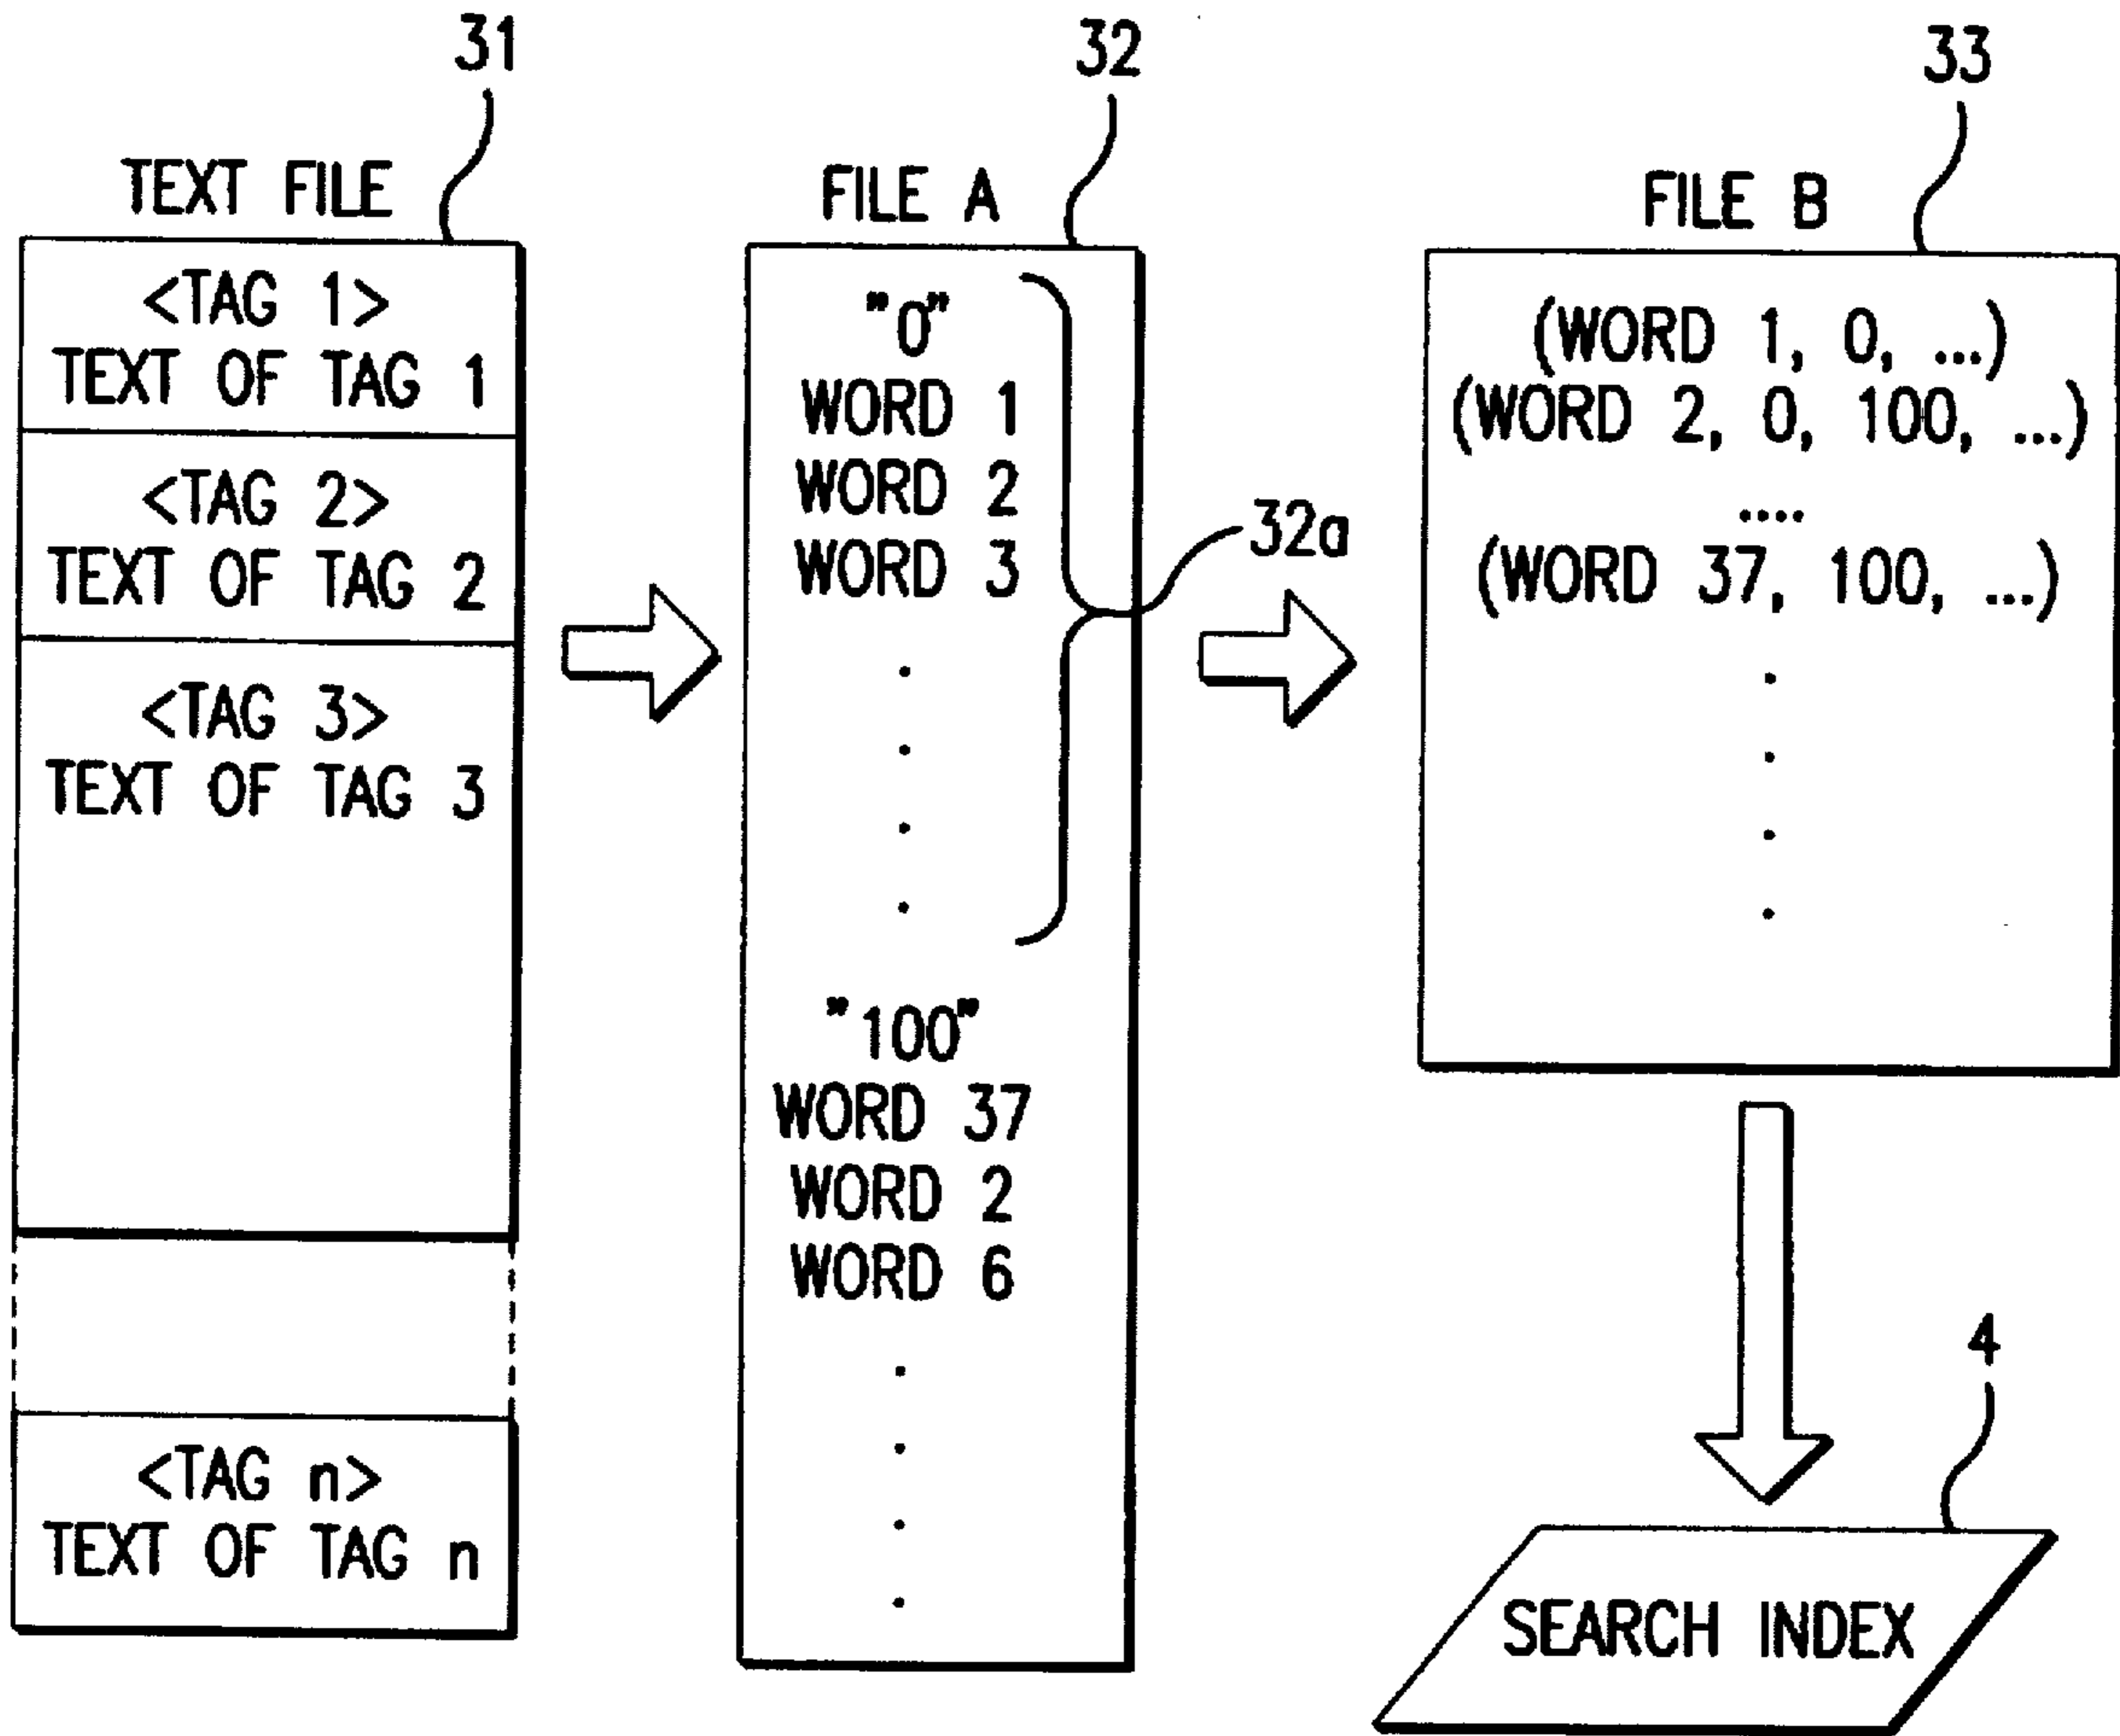 31
TEXT FILE
<TAG 1>
TEXT OF TAG 1
<TAG 2>
TEXT OF TAG 2
<TAG 3>
TEXT OF TAG 3
<TAG n>
TEXT OF TAG n
32
FILE A
"0"
WORD 1
WORD 2
WORD 3
.
.
.
.
32a
"100"
WORD 37
WORD 2
WORD 6
.
.
.
.
33
FILE B
(WORD 1, 0, ...)
(WORD 2, 0, 100, ...)
....
(WORD 37, 100, ...)
.
.
.
.
4
SEARCH INDEX